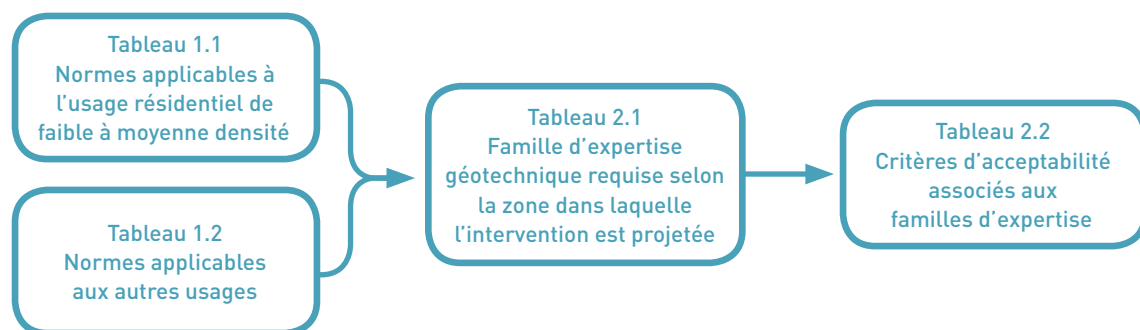 Tableau 1.1
Normes applicables à
l’usage résidentiel de
faible à moyenne densité
Tableau 1.2
Normes applicables
aux autres usages
Tableau 2.1
Famille d’expertise
géotechnique requise selon
la zone dans laquelle
l’intervention est projetée
Tableau 2.2
Critères d’acceptabilité
associés aux
familles d’expertise